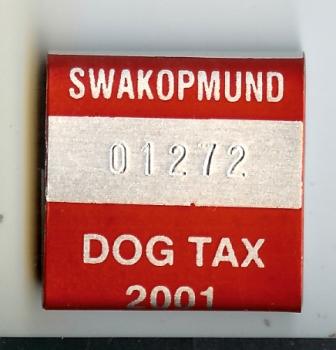 SWAKOPMUND
01272
DOG TAX
2001